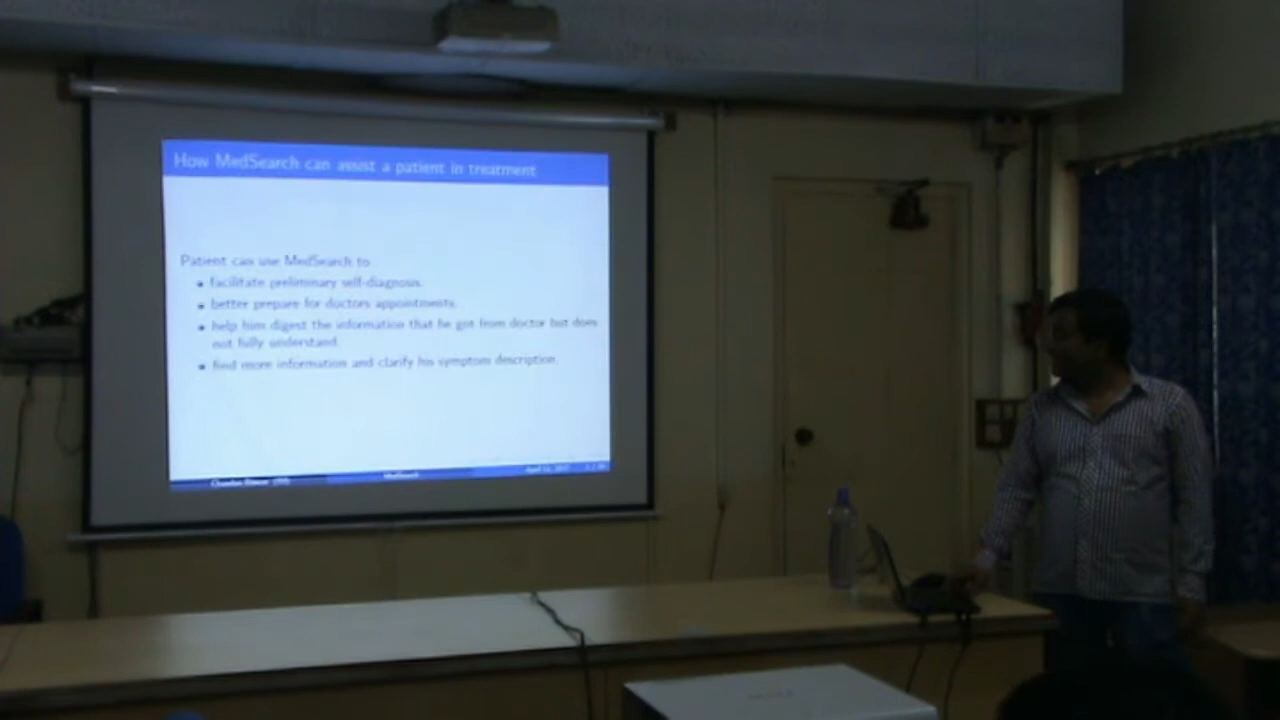 How MedSearch can assist a patient in treatment
Patient can use MedSearch to
facilitate preliminary self-diagnosis.
better prepare for doctors appointments.
help him digest the information that he got from doctor but does
not fully understand.
find more information and clarify his symptom description.
MedSearch